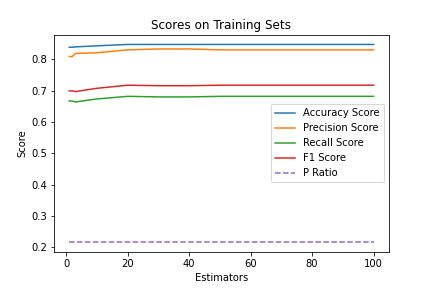 Scores on Training Sets
Score
0.8
0.7
0.6
0.5
0.4
0.3
0.2
Accuracy Score
Precision Score
Recall Score
F1 Score
P Ratio
0 20 40 60 80 100
Estimators